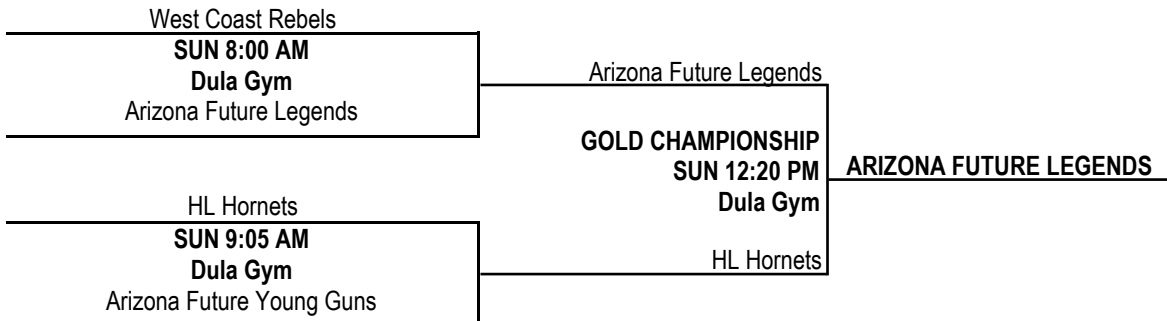 West Coast Rebels
SUN 8:00 AM
Dula Gym
Arizona Future Legends
Arizona Future Legends
GOLD CHAMPIONSHIP
SUN 12:20 PM
Dula Gym
ARIZONA FUTURE LEGENDS
HL Hornets
SUN 9:05 AM
Dula Gym
Arizona Future Young Guns
HL Hornets